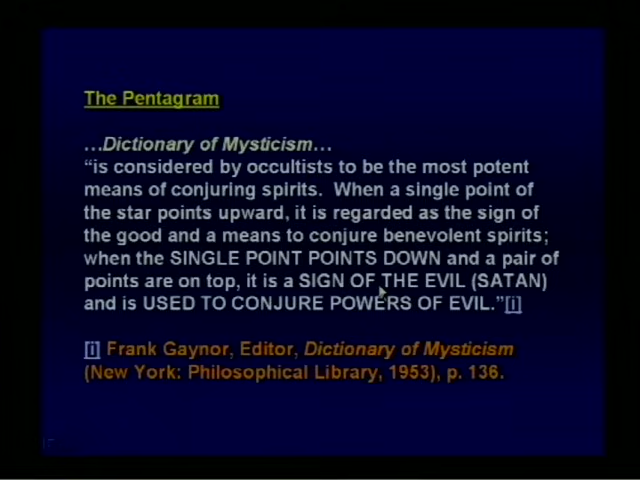 The Pentagram
…Dictionary of Mysticism…
“is considered by occultists to be the most potent
means of conjuring spirits.  When a single point of
the star points upward, it is regarded as the sign of
the good and a means to conjure benevolent spirits;
when the SINGLE POINT POINTS DOWN and a pair of
points are on top, it is a SIGN OF THE EVIL (SATAN)
and is USED TO CONJURE POWERS OF EVIL.”[i]
[i] Frank Gaynor, Editor, Dictionary of Mysticism
(New York: Philosophical Library, 1953), p. 136.